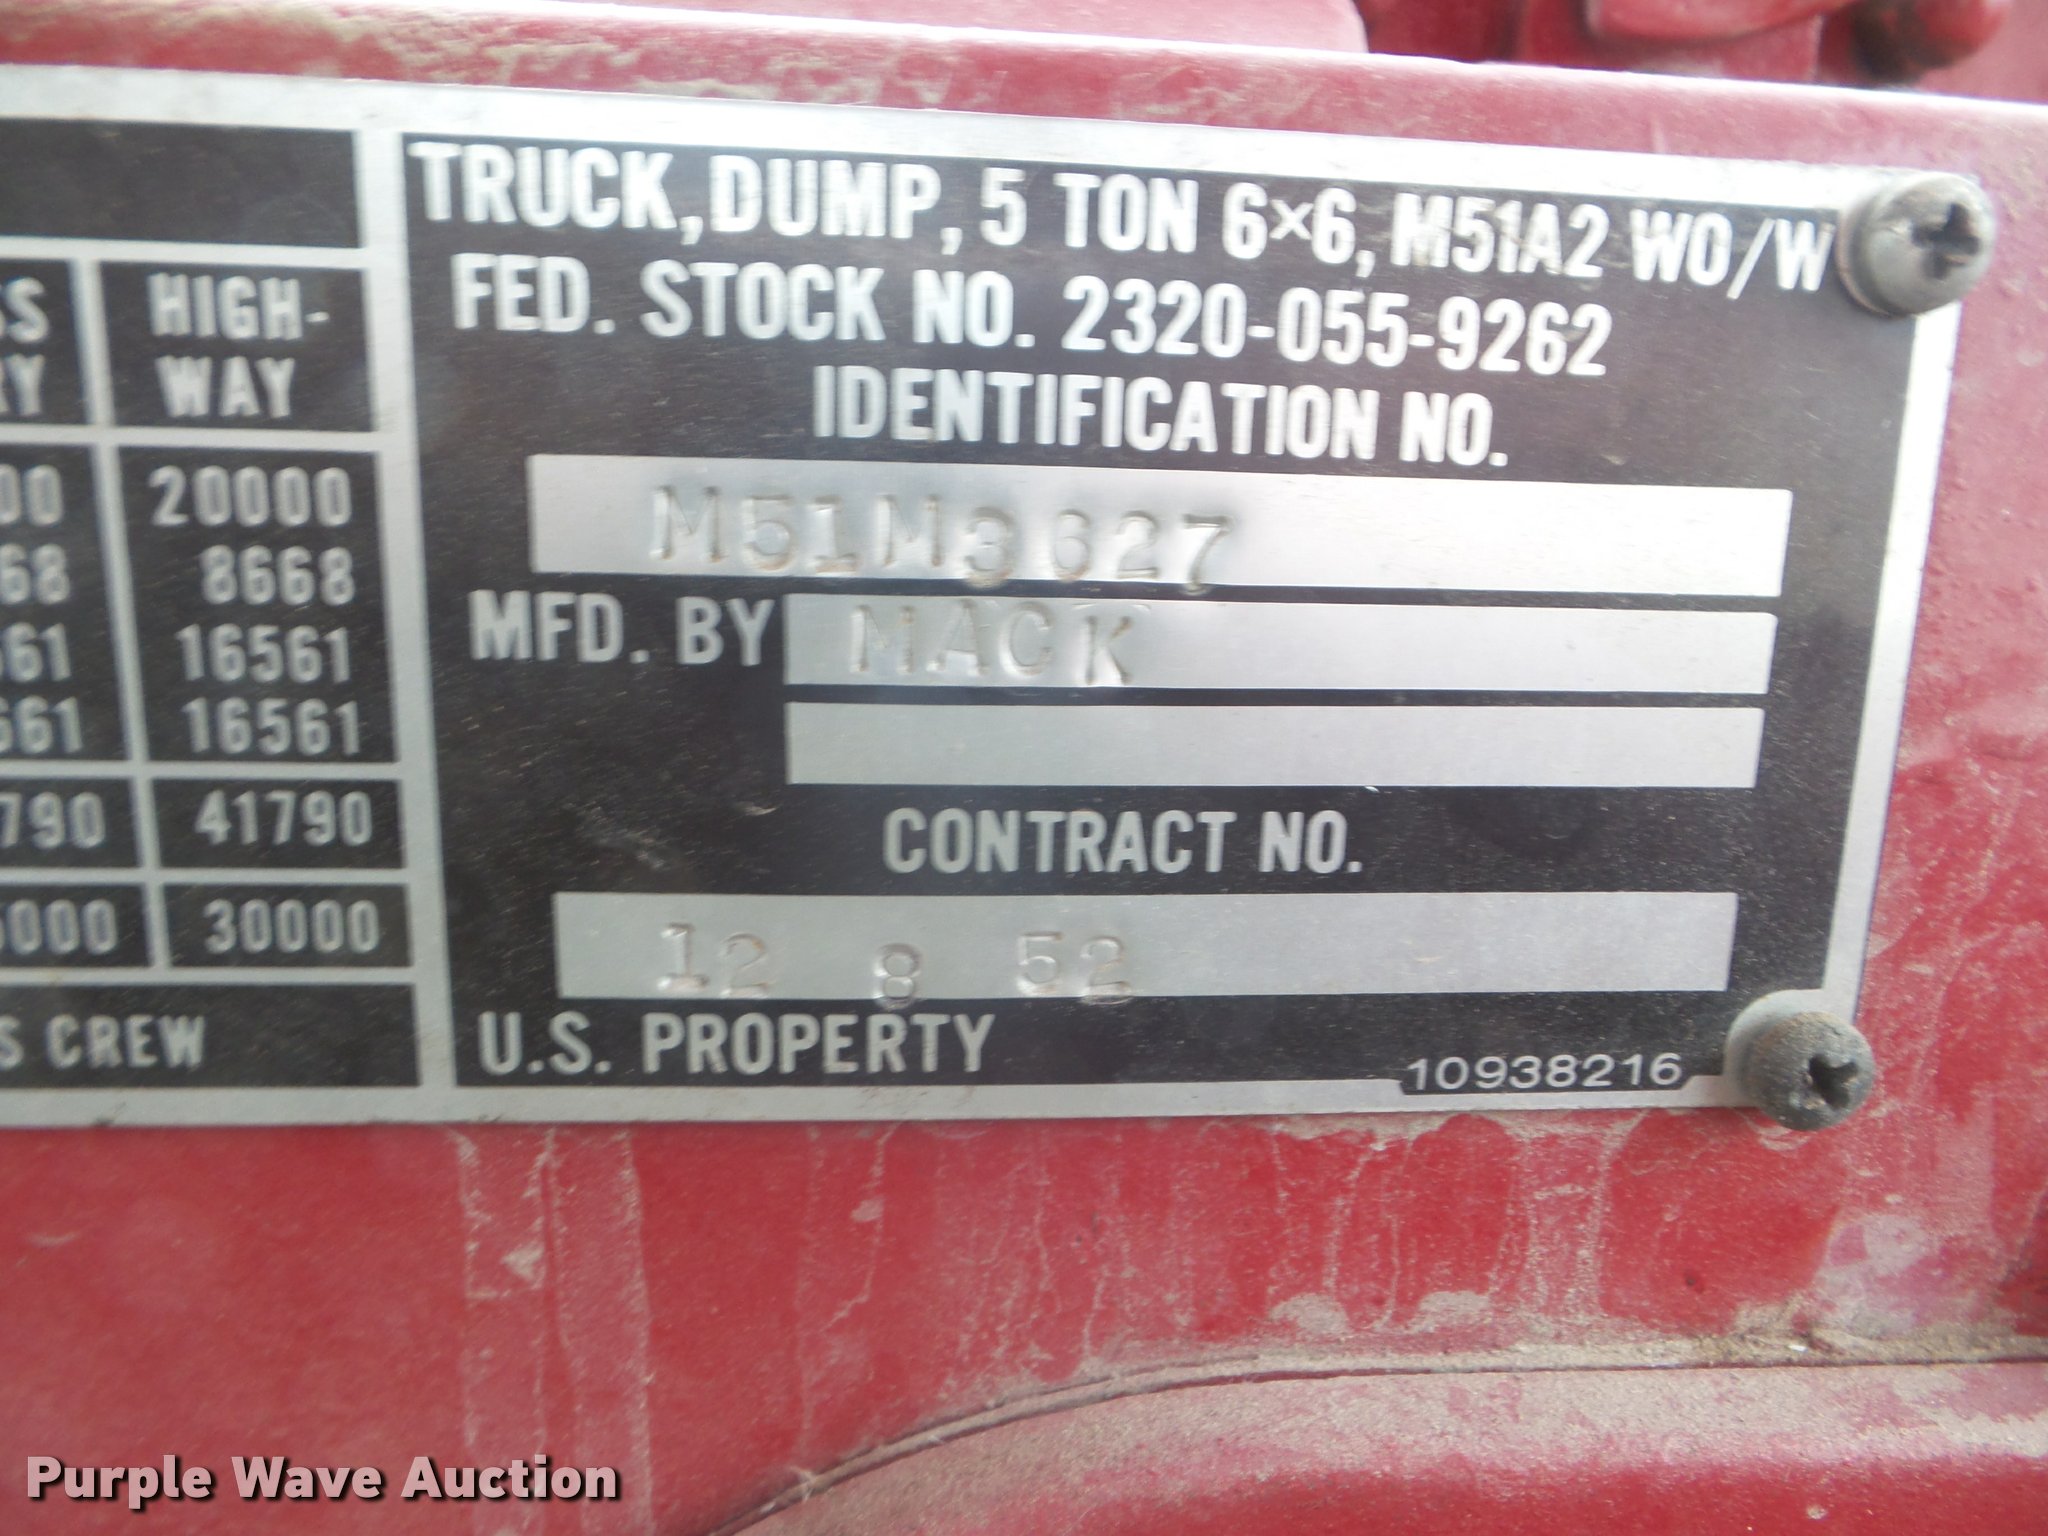 TRUCK, DUMP, 5 TON 6×6, M51A2 WO/W
FED. STOCK NO. 2320-055-9262
IDENTIFICATION NO.
M51M3627
MFD. BY MACK
CONTRACT NO.
12 8 52
U.S. PROPERTY
10938216
HIGH-
WAY
20000
8668
16561
16561
41790
30000
CREW
Purple Wave Auction